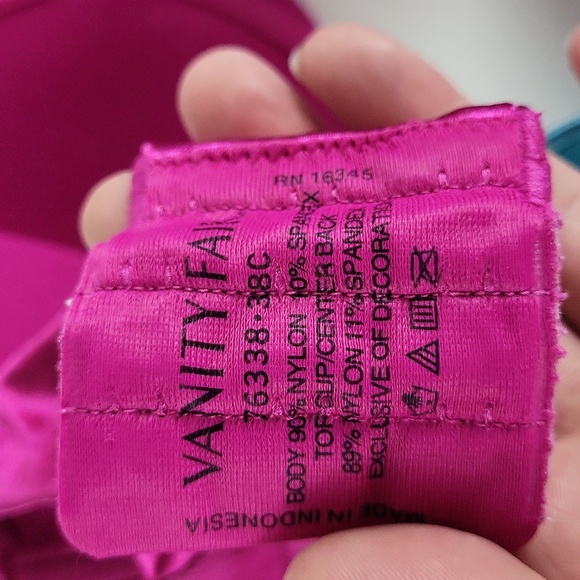 RN 16345
VANITY FAIR
76338·38C
BODY 90% NYLON 10% SPANDEX
TOP CUP/CENTER BACK
89% NYLON 11% SPANDEX
EXCLUSIVE OF DECORATION
MADE IN INDONESIA